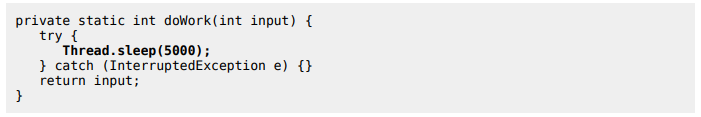 private static int doWork(int input) {
   try {
      Thread.sleep(5000);
   } catch (InterruptedException e) {}
   return input;
}